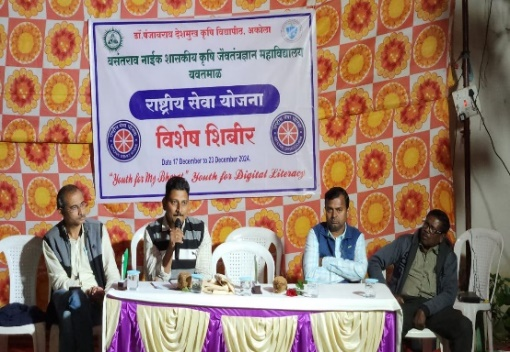 डॉ. पंजाबराव देशमुख कृषि विद्यापीठ, अकोला
वसंतराव नाईक शासकीय कृषि जैवतंत्रज्ञान महाविद्यालय
यवतमाळ
राष्ट्रीय सेवा योजना
विशेष शिबीर
Date 17 December to 23 December 2024.
"Youth for My Bharat" Youth for Digital Literacy